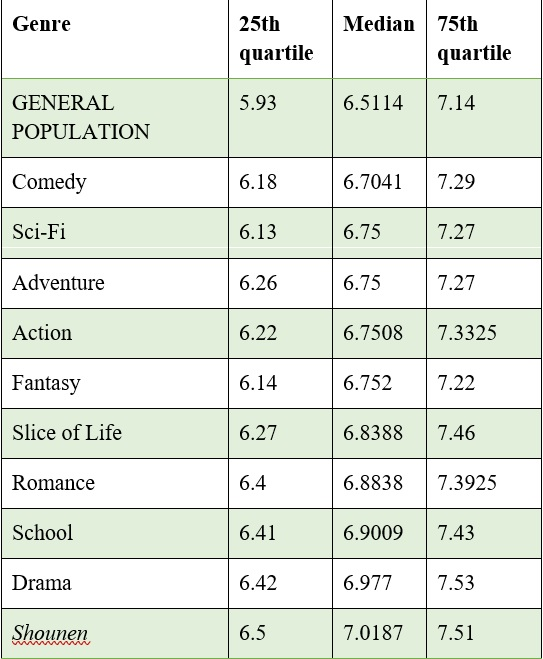 Genre 25th quartile Median 75th quartile
GENERAL POPULATION 5.93 6.5114 7.14
Comedy 6.18 6.7041 7.29
Sci-Fi 6.13 6.75 7.27
Adventure 6.26 6.75 7.27
Action 6.22 6.7508 7.3325
Fantasy 6.14 6.752 7.22
Slice of Life 6.27 6.8388 7.46
Romance 6.4 6.8838 7.3925
School 6.41 6.9009 7.43
Drama 6.42 6.977 7.53
Shounen 6.5 7.0187 7.51